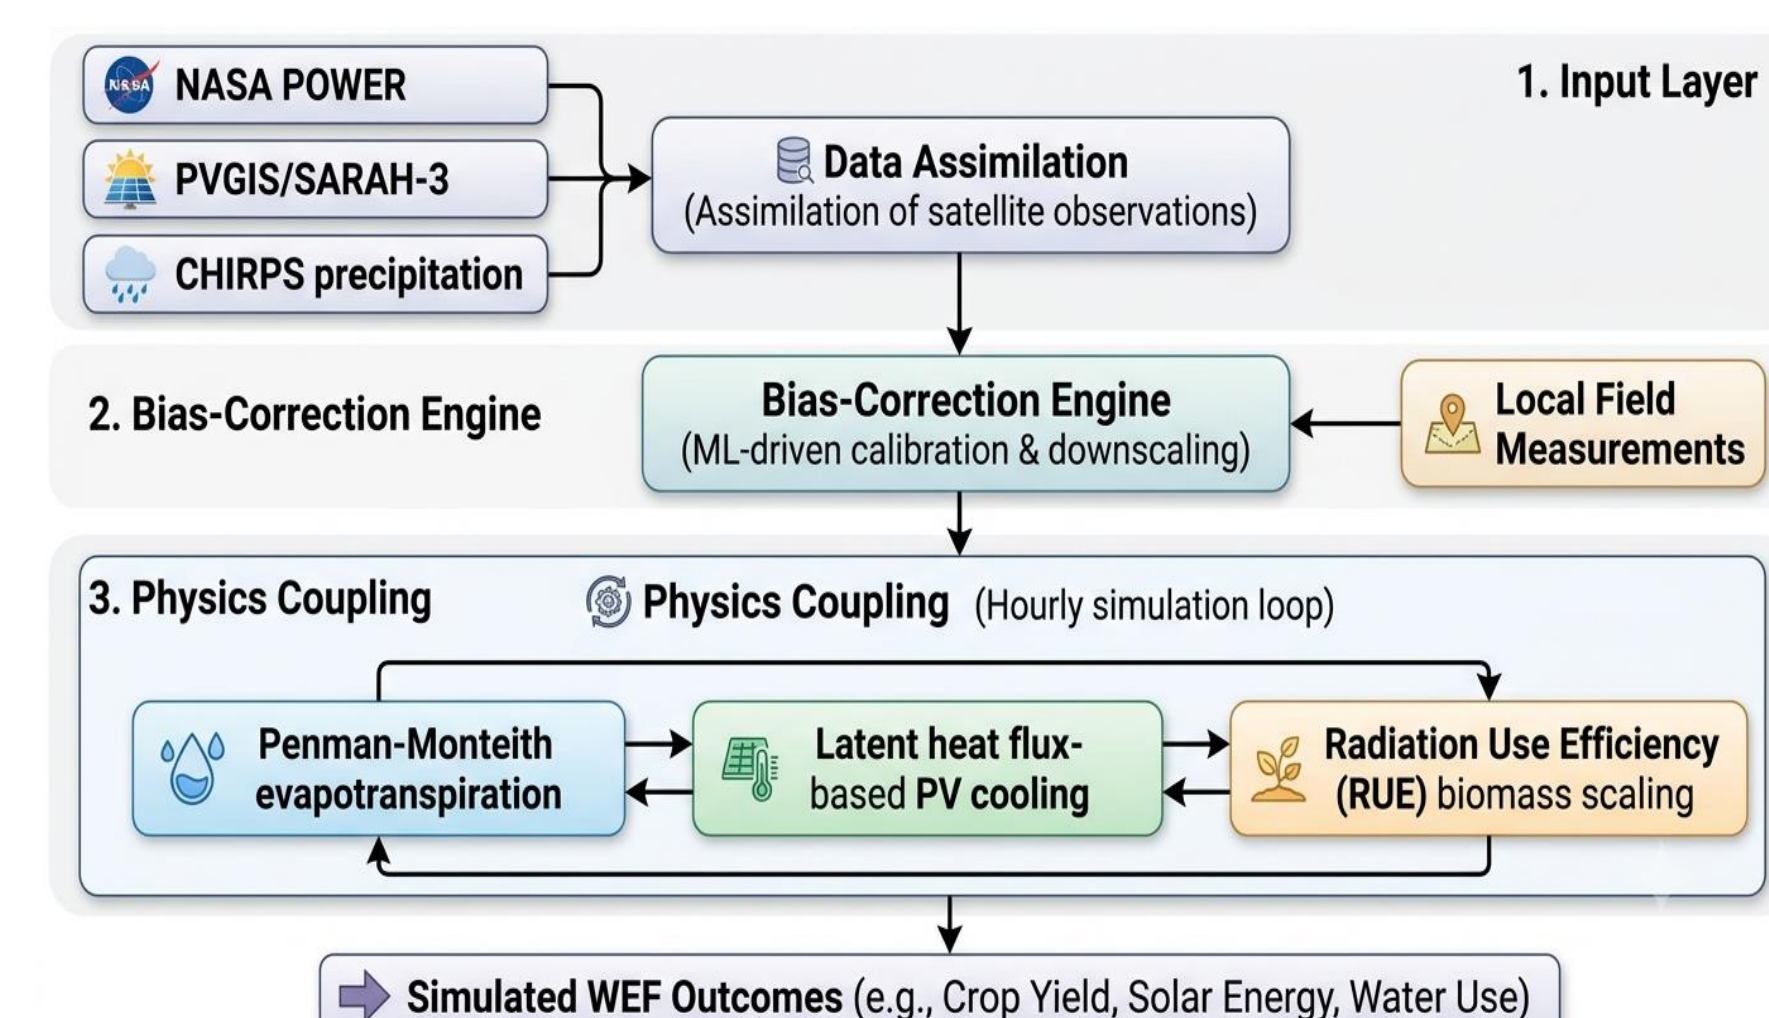 NASA POWER
1. Input Layer
PVGIS/SARAH-3
Data Assimilation
(Assimilation of satellite observations)
CHIRPS precipitation
2. Bias-Correction Engine
Bias-Correction Engine
(ML-driven calibration & downscaling)
Local Field
Measurements
3. Physics Coupling
Physics Coupling (Hourly simulation loop)
Penman-Monteith
evapotranspiration
Latent heat flux-
based PV cooling
Radiation Use Efficiency
(RUE) biomass scaling
Simulated WEF Outcomes (e.g., Crop Yield, Solar Energy, Water Use)